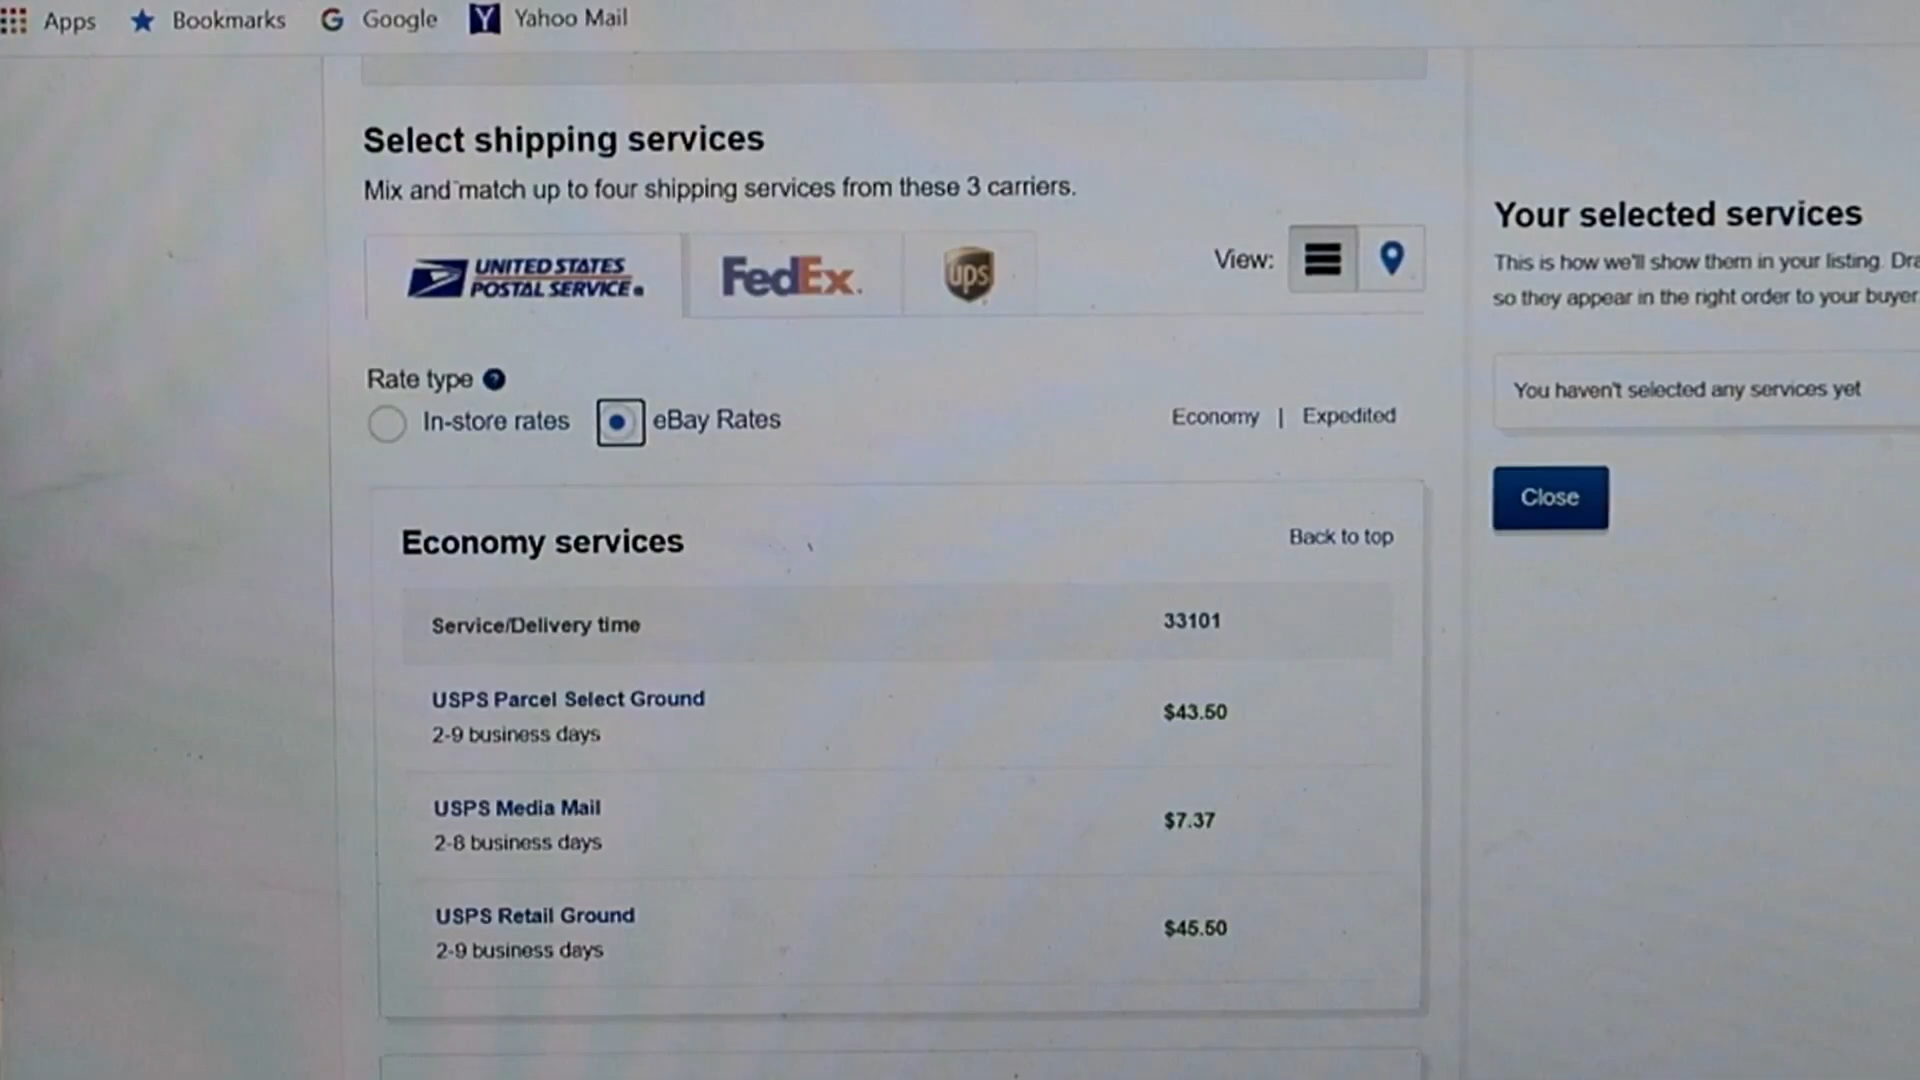 Apps Bookmarks Google Yahoo Mail
Select shipping services
Mix and match up to four shipping services from these 3 carriers.
UNITED STATES
POSTAL SERVICE
FedEx.
ups
View:
Rate type ?
In-store rates eBay Rates
Economy | Expedited
Economy services
Back to top
Service/Delivery time 33101
USPS Parcel Select Ground
2-9 business days
$43.50
USPS Media Mail
2-8 business days
$7.37
USPS Retail Ground
2-9 business days
$45.50
Your selected services
This is how we'll show them in your listing. Dra
so they appear in the right order to your buyer
You haven't selected any services yet
Close